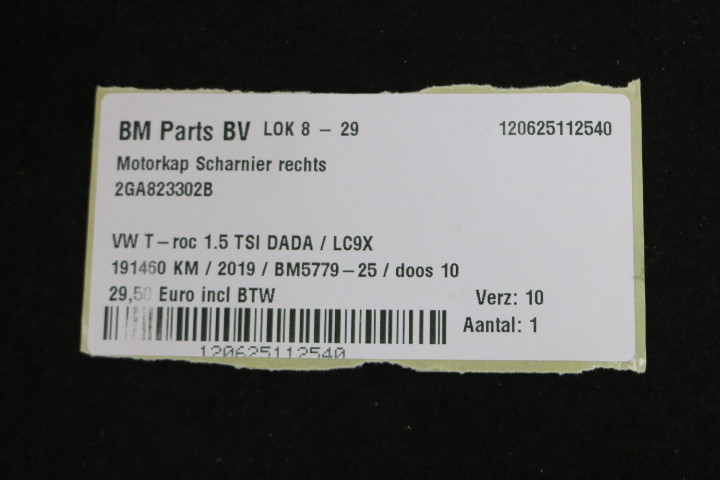 BM Parts BV LOK 8 - 29 120625112540
Motorkap Scharnier rechts
2GA823302B
VW T-roc 1.5 TSI DADA / LC9X
191460 KM / 2019 / BM5779-25 / doos 10
29,50 Euro incl BTW Verz: 10
Aantal: 1
120625112540